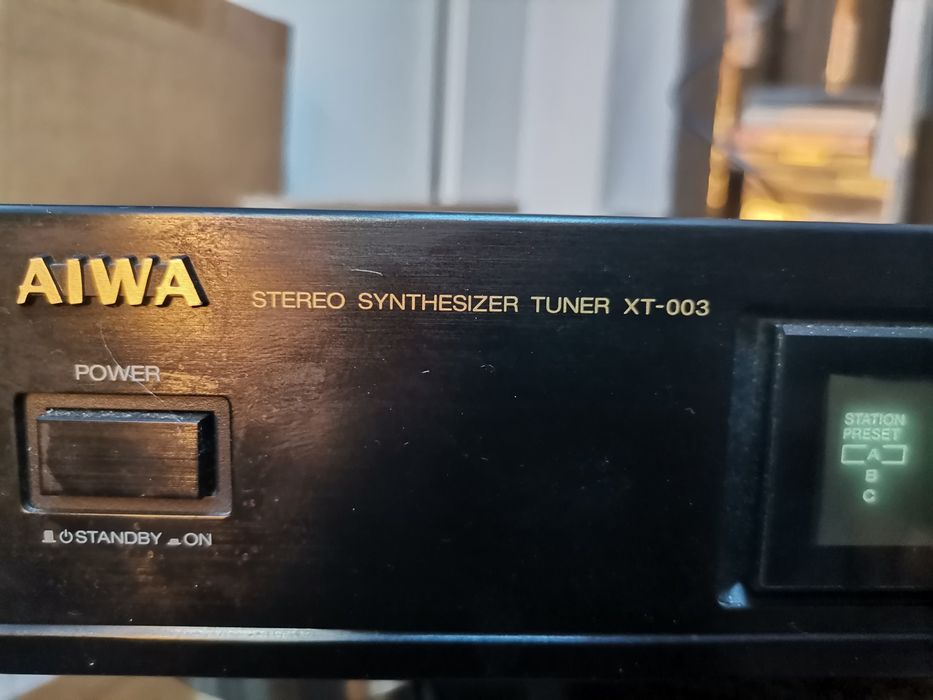 AIWA
STEREO SYNTHESIZER TUNER XT-003
POWER
STANDBY ON
STATION
PRESET
A
B
C